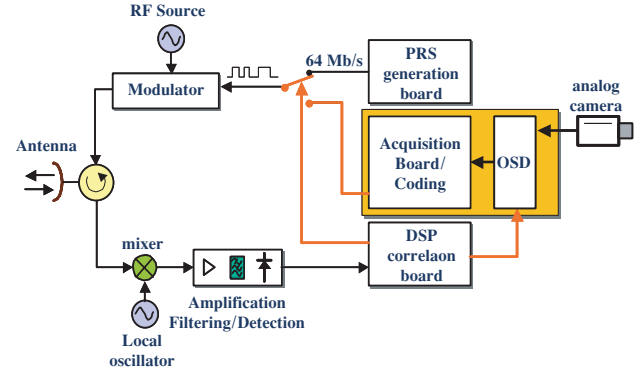 RF Source
64 Mb/s
PRS
generation
board
Modulator
analog
camera
Antenna
Acquisition
Board/
Coding
OSD
DSP
correlaon
board
mixer
Amplification
Filtering/Detection
Local
oscillator